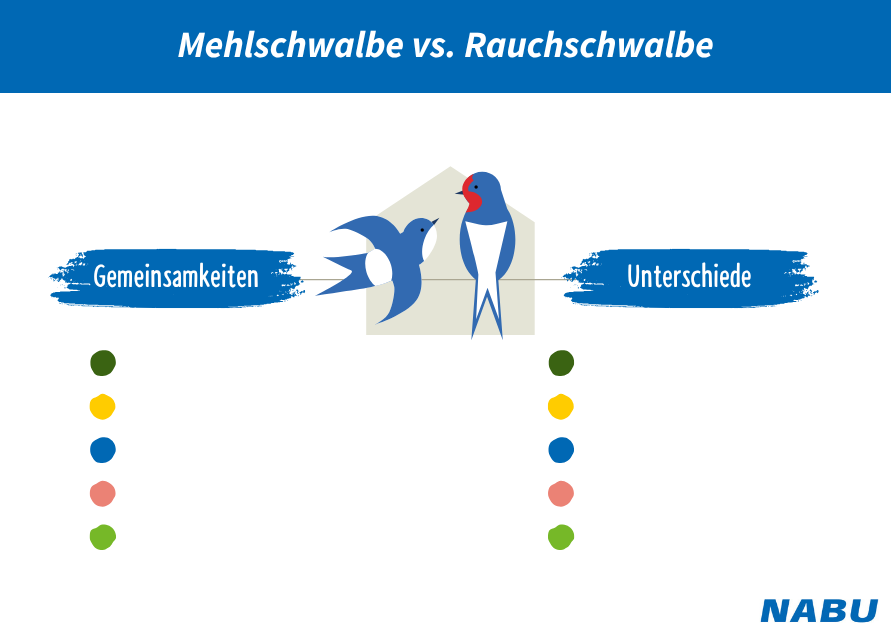 Mehlschwalbe vs. Rauchschwalbe
Gemeinsamkeiten
Unterschiede
NABU